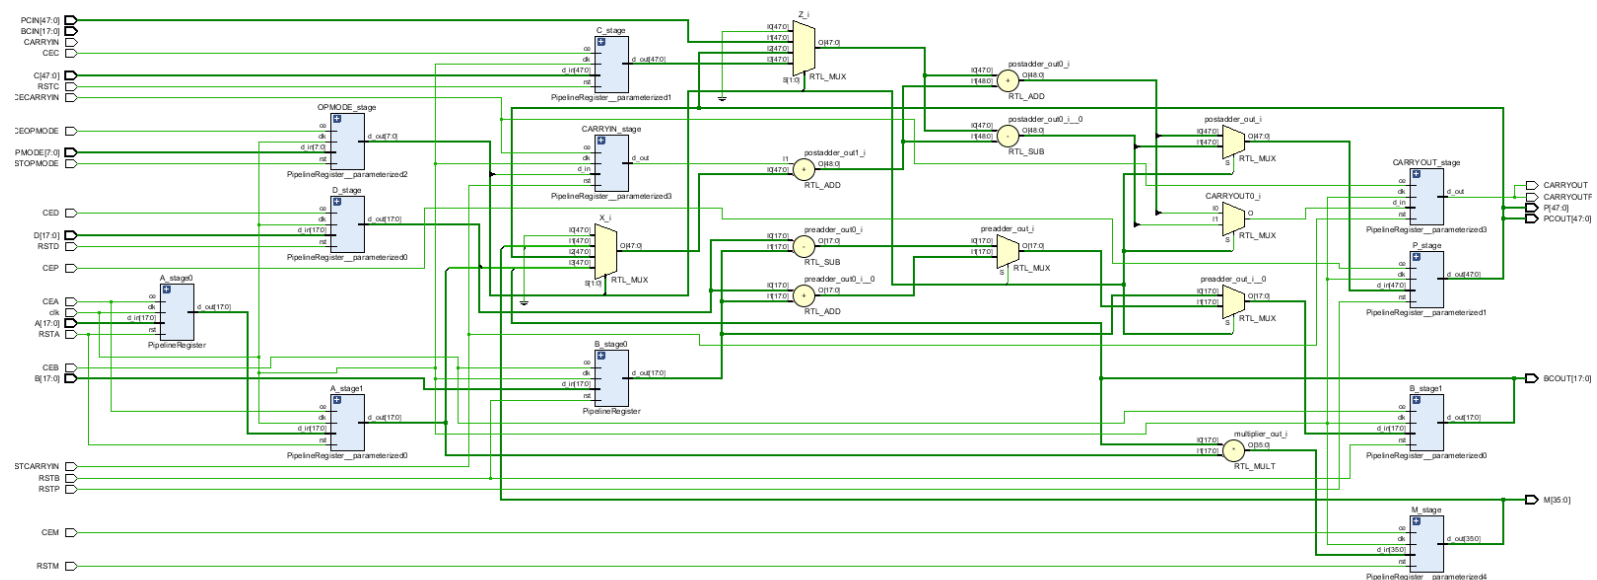 PCIN[47:0]
BCIN[17:0]
CARRYIN
CEC
C[47:0]
RSTC
CECARRYIN
CEOPMODE
PMODE[7:0]
STOPMODE
CED
D[17:0]
RSTD
CEP
CEA
clk
A[17:0]
RSTA
CEB
B[17:0]
STCARRYIN
RSTB
RSTP
CEM
RSTM
A_stage0
ce
clk
d_in[17:0]
rst
d_out[17:0]
PipelineRegister
OPMODE_stage
ce
clk
d_in[7:0]
rst
d_out[7:0]
PipelineRegister__parameterized2
D_stage
ce
clk
d_in[17:0]
rst
d_out[17:0]
PipelineRegister__parameterized0
A_stage1
ce
clk
d_in[17:0]
rst
d_out[17:0]
PipelineRegister__parameterized0
C_stage
ce
clk
d_in[47:0]
rst
d_out[47:0]
PipelineRegister__parameterized1
CARRYIN_stage
ce
clk
d_in
rst
d_out
PipelineRegister__parameterized3
X_i
I0[47:0]
I1[47:0]
I2[47:0]
I3[47:0]
S[1:0]
O[47:0]
RTL_MUX
B_stage0
ce
clk
d_in[17:0]
rst
d_out[17:0]
PipelineRegister
Z_i
I0[47:0]
I1[47:0]
I2[47:0]
I3[47:0]
S[1:0]
O[47:0]
RTL_MUX
postadder_out1_i
I1
I0[47:0]
+
O[48:0]
RTL_ADD
preadder_out0_i
I0[17:0]
I1[17:0]
-
O[17:0]
RTL_SUB
preadder_out0_i__0
I0[17:0]
I1[17:0]
+
O[17:0]
RTL_ADD
postadder_out0_i
I0[47:0]
I1[48:0]
+
O[48:0]
RTL_ADD
postadder_out0_i__0
I0[47:0]
I1[48:0]
-
O[48:0]
RTL_SUB
preadder_out_i
I0[17:0]
I1[17:0]
S
O[17:0]
RTL_MUX
postadder_out_i
I0[47:0]
I1[47:0]
S
O[47:0]
RTL_MUX
CARRYOUT0_i
I0
I1
S
O
RTL_MUX
preadder_out_i__0
I0[17:0]
I1[17:0]
S
O[17:0]
RTL_MUX
multiplier_out_i
I0[17:0]
I1[17:0]
*
O[35:0]
RTL_MULT
CARRYOUT_stage
ce
clk
d_in
rst
d_out
PipelineRegister__parameterized3
P_stage
ce
clk
d_in[47:0]
rst
d_out[47:0]
PipelineRegister__parameterized1
B_stage1
ce
clk
d_in[17:0]
rst
d_out[17:0]
PipelineRegister__parameterized0
M_stage
ce
clk
d_in[35:0]
rst
d_out[35:0]
PipelineRegister__parameterized4
CARRYOUT
CARRYOUTF
P[47:0]
PCOUT[47:0]
BCOUT[17:0]
M[35:0]